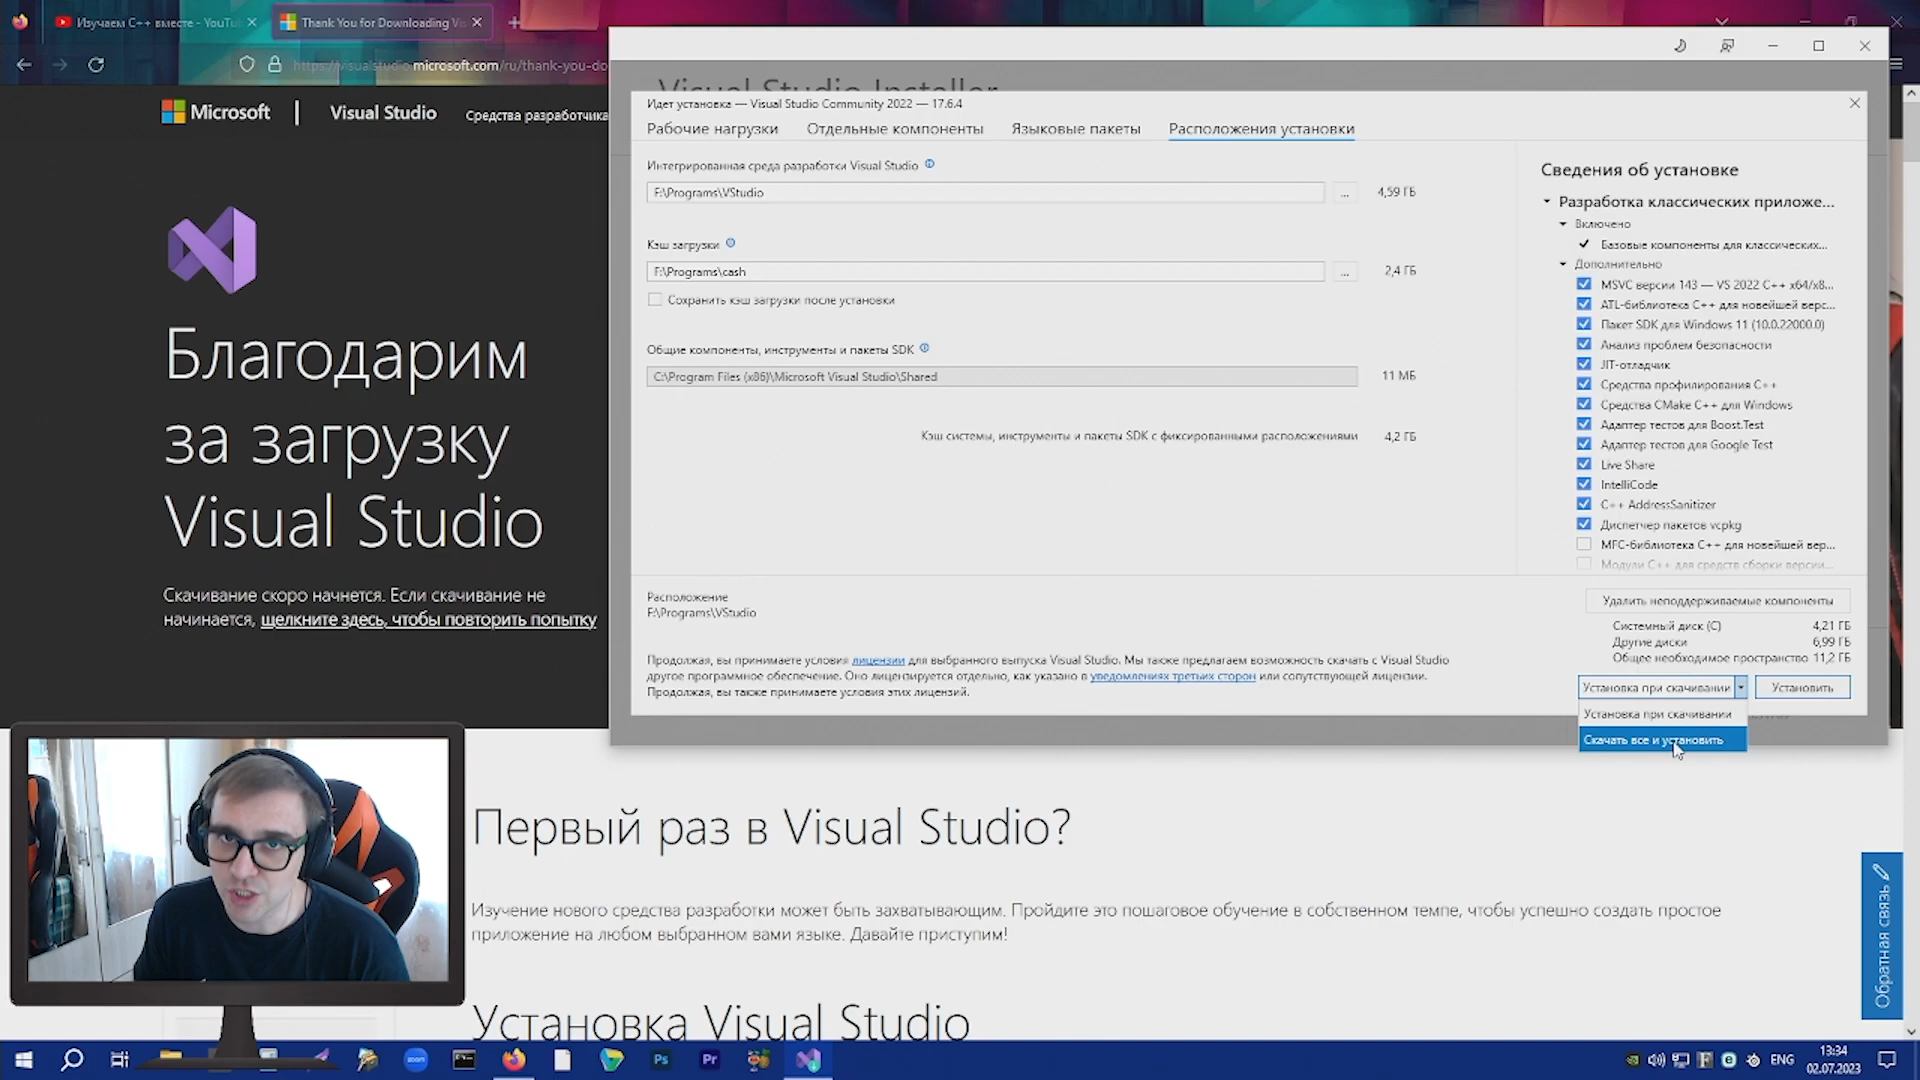 Изучаем C++ вместе - YouTu
Thank You for Downloading Vi
https://visualstudio.microsoft.com/ru/thank-you-do
Microsoft
Visual Studio
Средства разработчика
Благодарим
за загрузку
Visual Studio
Скачивание скоро начнется. Если скачивание не
начинается, щелкните здесь, чтобы повторить попытку
Visual Studio Installer
Идет установка — Visual Studio Community 2022 — 17.6.4
Рабочие нагрузки
Отдельные компоненты
Языковые пакеты
Расположения установки
Интегрированная среда разработки Visual Studio
F:\Programs\VStudio
...
4,59 ГБ
Кэш загрузки
F:\Programs\cash
...
2,4 ГБ
Сохранить кэш загрузки после установки
Общие компоненты, инструменты и пакеты SDK
C:\Program Files (x86)\Microsoft Visual Studio\Shared
11 МБ
Кэш системы, инструменты и пакеты SDK с фиксированными расположениями
4,2 ГБ
Сведения об установке
Разработка классических приложе...
Включено
Базовые компоненты для классических...
Дополнительно
MSVC версии 143 — VS 2022 C++ x64/x8...
ATL-библиотека C++ для новейшей верс...
Пакет SDK для Windows 11 (10.0.22000.0)
Анализ проблем безопасности
JIT-отладчик
Средства профилирования C++
Средства CMake C++ для Windows
Адаптер тестов для Boost.Test
Адаптер тестов для Google Test
Live Share
IntelliCode
C++ AddressSanitizer
Диспетчер пакетов vcpkg
MFC-библиотека C++ для новейшей вер...
Модули C++ для средств сборки версии...
Расположение
F:\Programs\VStudio
Удалить неподдерживаемые компоненты
Системный диск (C) 4,21 ГБ
Другие диски 6,99 ГБ
Общее необходимое пространство 11,2 ГБ
Продолжая, вы принимаете условия лицензии для выбранного выпуска Visual Studio. Мы также предлагаем возможность скачать с Visual Studio
другое программное обеспечение. Оно лицензируется отдельно, как указано в уведомлениях третьих сторон или сопутствующей лицензии.
Продолжая, вы также принимаете условия этих лицензий.
Установка при скачивании
Установить
Установка при скачивании
Скачать все и установить
Первый раз в Visual Studio?
Изучение нового средства разработки может быть захватывающим. Пройдите это пошаговое обучение в собственном темпе, чтобы успешно создать простое
приложение на любом выбранном вами языке. Давайте приступим!
Установка Visual Studio
Обратная связь
zoom
Ps
Pr
ENG
13:34
02.07.2023